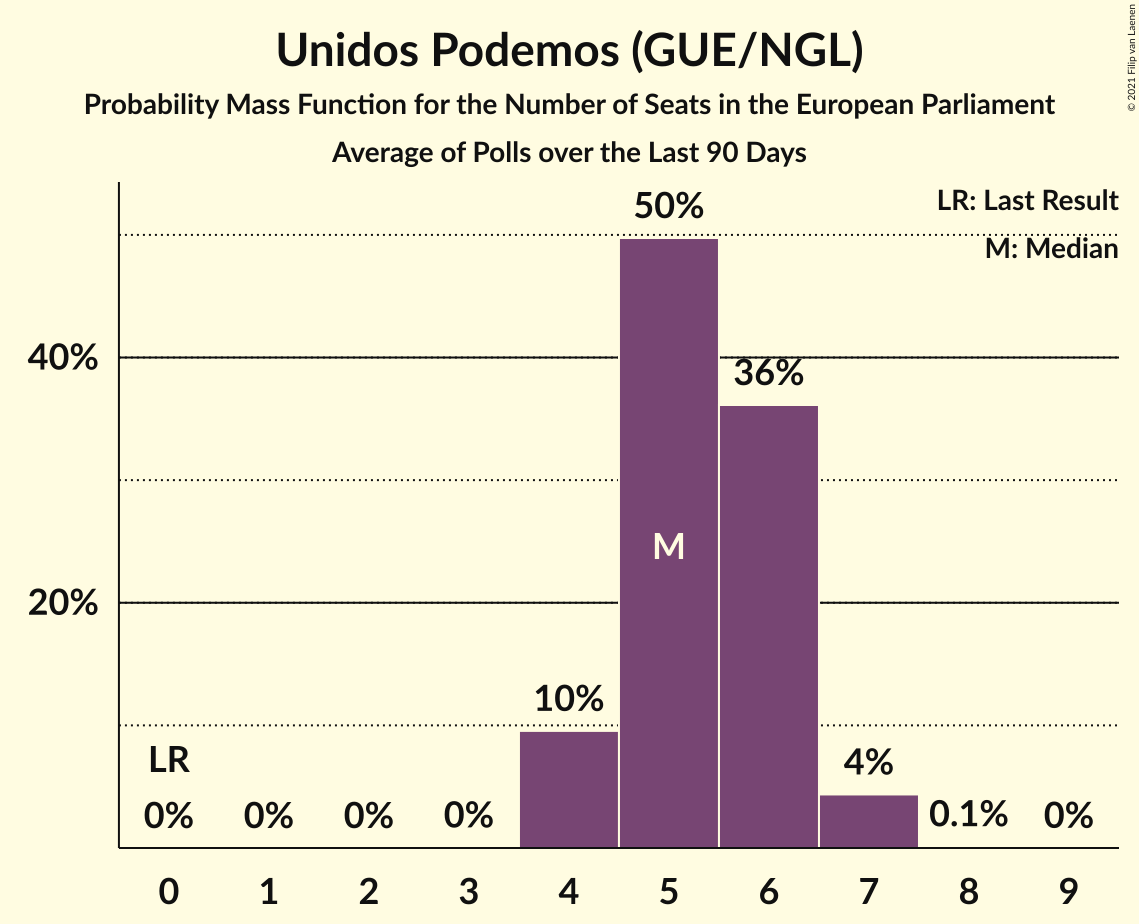 Unidos Podemos (GUE/NGL)
Probability Mass Function for the Number of Seats in the European Parliament
Average of Polls over the Last 90 Days
© 2021 Filip van Laenen
LR: Last Result
M: Median
50%
40%
36%
M
20%
10%
LR
4%
0% 0% 0% 0% 0.1% 0%
0 1 2 3 4 5 6 7 8 9